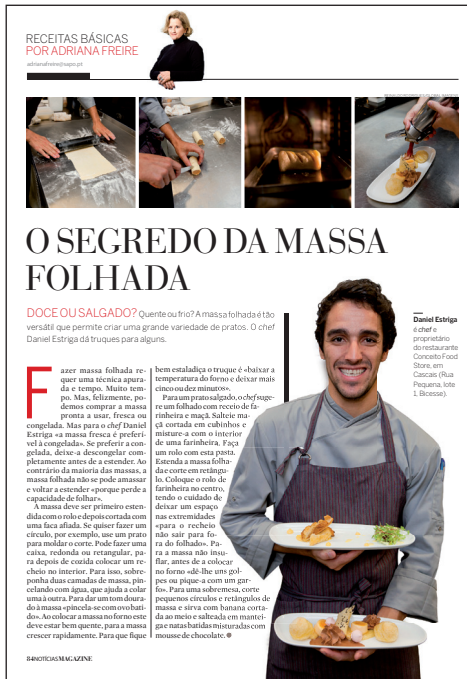 RECEITAS BÁSICAS
POR ADRIANA FREIRE
adrianafreire@sapo.pt
O SEGREDO DA MASSA
FOLHADA
DOCE OU SALGADO? Quente ou frio? A massa folhada é tão
versátil que permite criar uma grande variedade de pratos. O chef
Daniel Estriga dá truques para alguns.
Daniel Estriga
é chef e
proprietário
do restaurante
Conceito Food
Store, em
Cascais (Rua
Pequena, lote
1, Bicesse).
Fazer massa folhada re-
quer uma técnica apura-
da e tempo. Muito tem-
po. Mas, felizmente, po-
demos comprar a massa
pronta a usar, fresca ou
congelada. Mas para o chef Daniel
Estriga «a massa fresca é preferí-
vel à congelada». Se preferir a con-
gelada, deixe-a descongelar com-
pletamente antes de a estender. Ao
contrário da maioria das massas, a
massa folhada não se pode amassar
e voltar a estender «porque perde a
capacidade de folhar».
A massa deve ser primeiro esten-
dida com o rolo e depois cortada com
uma faca afiada. Se quiser fazer um
círculo, por exemplo, use um prato
para moldar o corte. Pode fazer uma
caixa, redonda ou retangular, pa-
ra depois de cozida colocar um re-
cheio no interior. Para isso, sobre-
ponha duas camadas de massa, pin-
celando com água, que ajuda a colar
uma à outra. Para dar um tom doura-
do à massa «pincela-se com ovo bati-
do». Ao colocar a massa no forno este
deve estar bem quente, para a massa
crescer rapidamente. Para que fique
bem estaladiça o truque é «baixar a
temperatura do forno e deixar mais
cinco ou dez minutos».
Para um prato salgado, o chef suge-
re um folhado com recheio de fa-
rinheira e maçã. Salteie ma-
çã cortada em cubinhos e
misture-a com o interior
de uma farinheira. Faça
um rolo com esta pasta.
Estenda a massa folha-
da e corte em retângu-
lo. Coloque o rolo de
farinheira no centro,
tendo o cuidado de
deixar um espaço
nas extremidades
«para o recheio
não sair para fo-
ra do folhado». Pa-
ra a massa não insu-
flar, antes de a colocar
no forno «dê-lhe uns gol-
pes ou pique-a com um gar-
fo». Para uma sobremesa, corte
pequenos círculos e retângulos de
massa e sirva com banana corta-
da ao meio e salteada em mantei-
ga e natas batidas misturadas com
mousse de chocolate.
84NOTÍCIASMAGAZINE